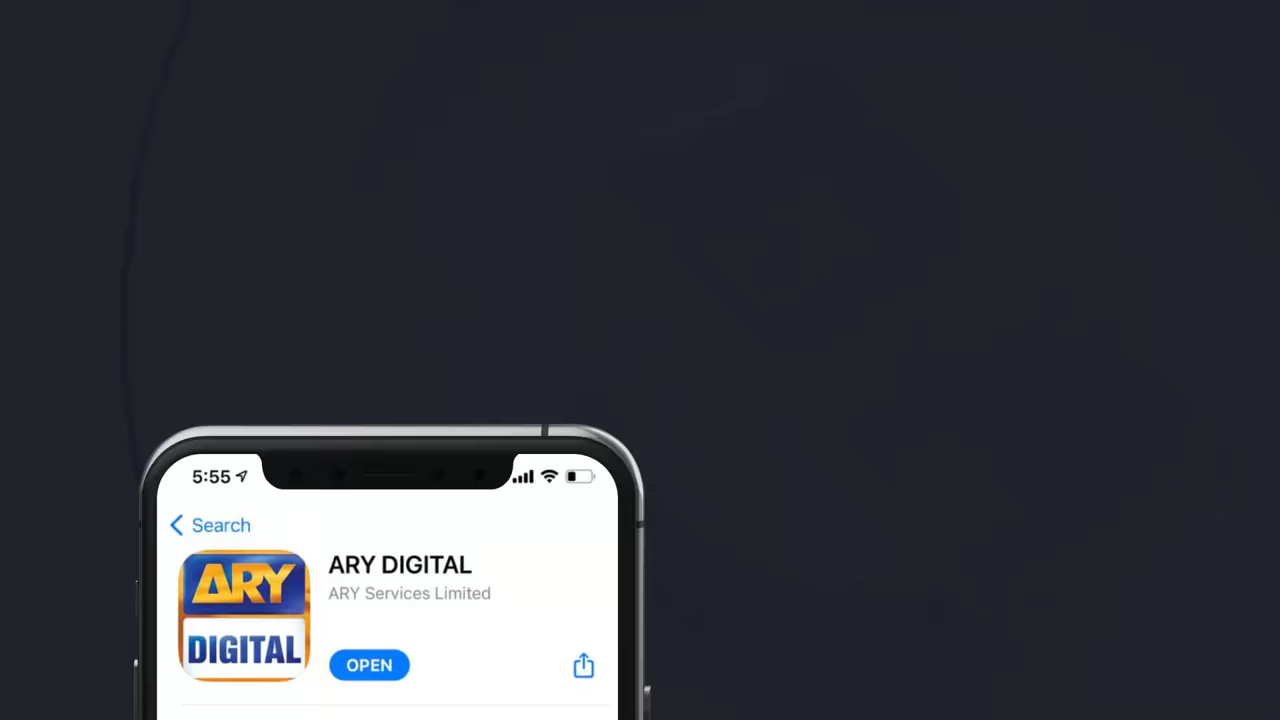 5:55
Search
ARY DIGITAL
ARY Services Limited
ARY
DIGITAL
OPEN